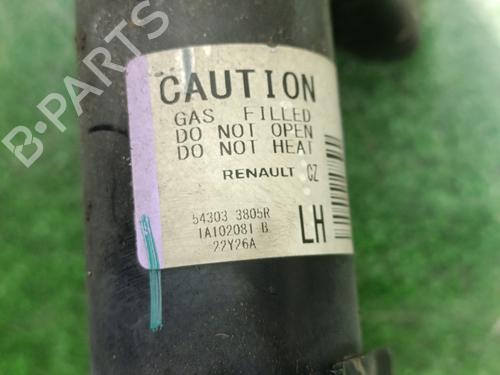 B-PARTS
CAUTION
GAS FILLED
DO NOT OPEN
DO NOT HEAT
RENAULT CZ
54303 3805R
1A102081 B
22Y26A
LH